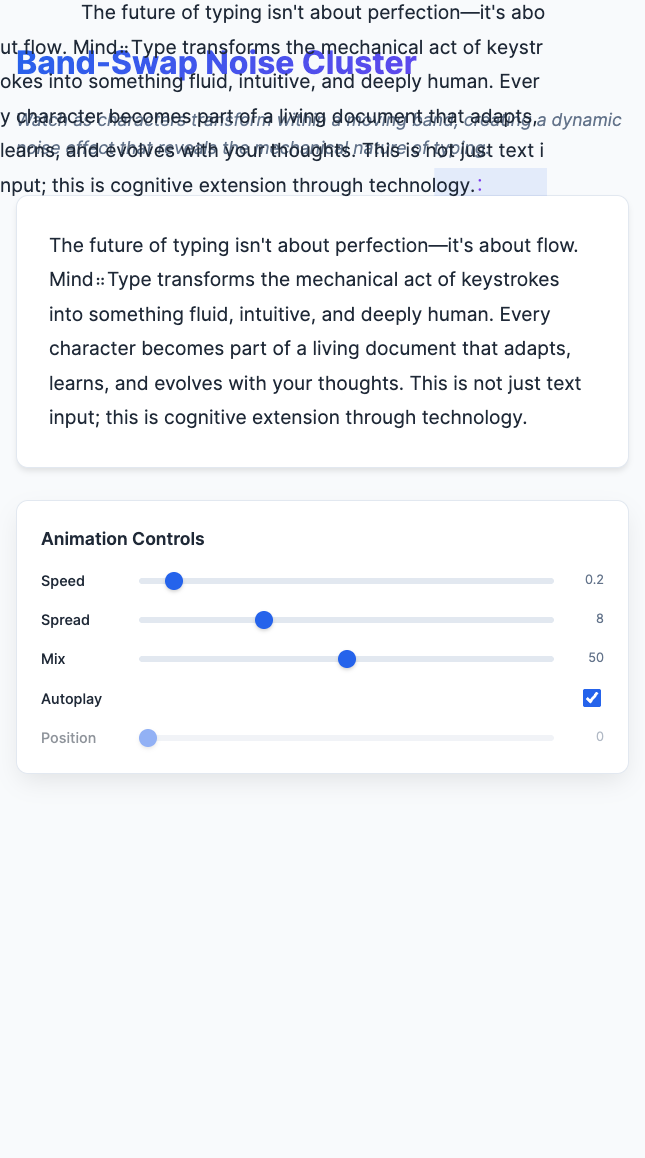 The future of typing isn't about perfection—it's abo
ut flow. Mind::Type transforms the mechanical act of keystr
Band-Swap Noise Cluster
okes into something fluid, intuitive, and deeply human. Ever
y character becomes part of a living document that adapts,
Watch as characters transform within a moving band, creating a dynamic
noise effect that reveals the mechanical nature of typing.
learns, and evolves with your thoughts. This is not just text i
nput; this is cognitive extension through technology.:
The future of typing isn't about perfection—it's about flow.
Mind::Type transforms the mechanical act of keystrokes
into something fluid, intuitive, and deeply human. Every
character becomes part of a living document that adapts,
learns, and evolves with your thoughts. This is not just text
input; this is cognitive extension through technology.
Animation Controls
Speed 0.2
Spread 8
Mix 50
Autoplay
Position 0